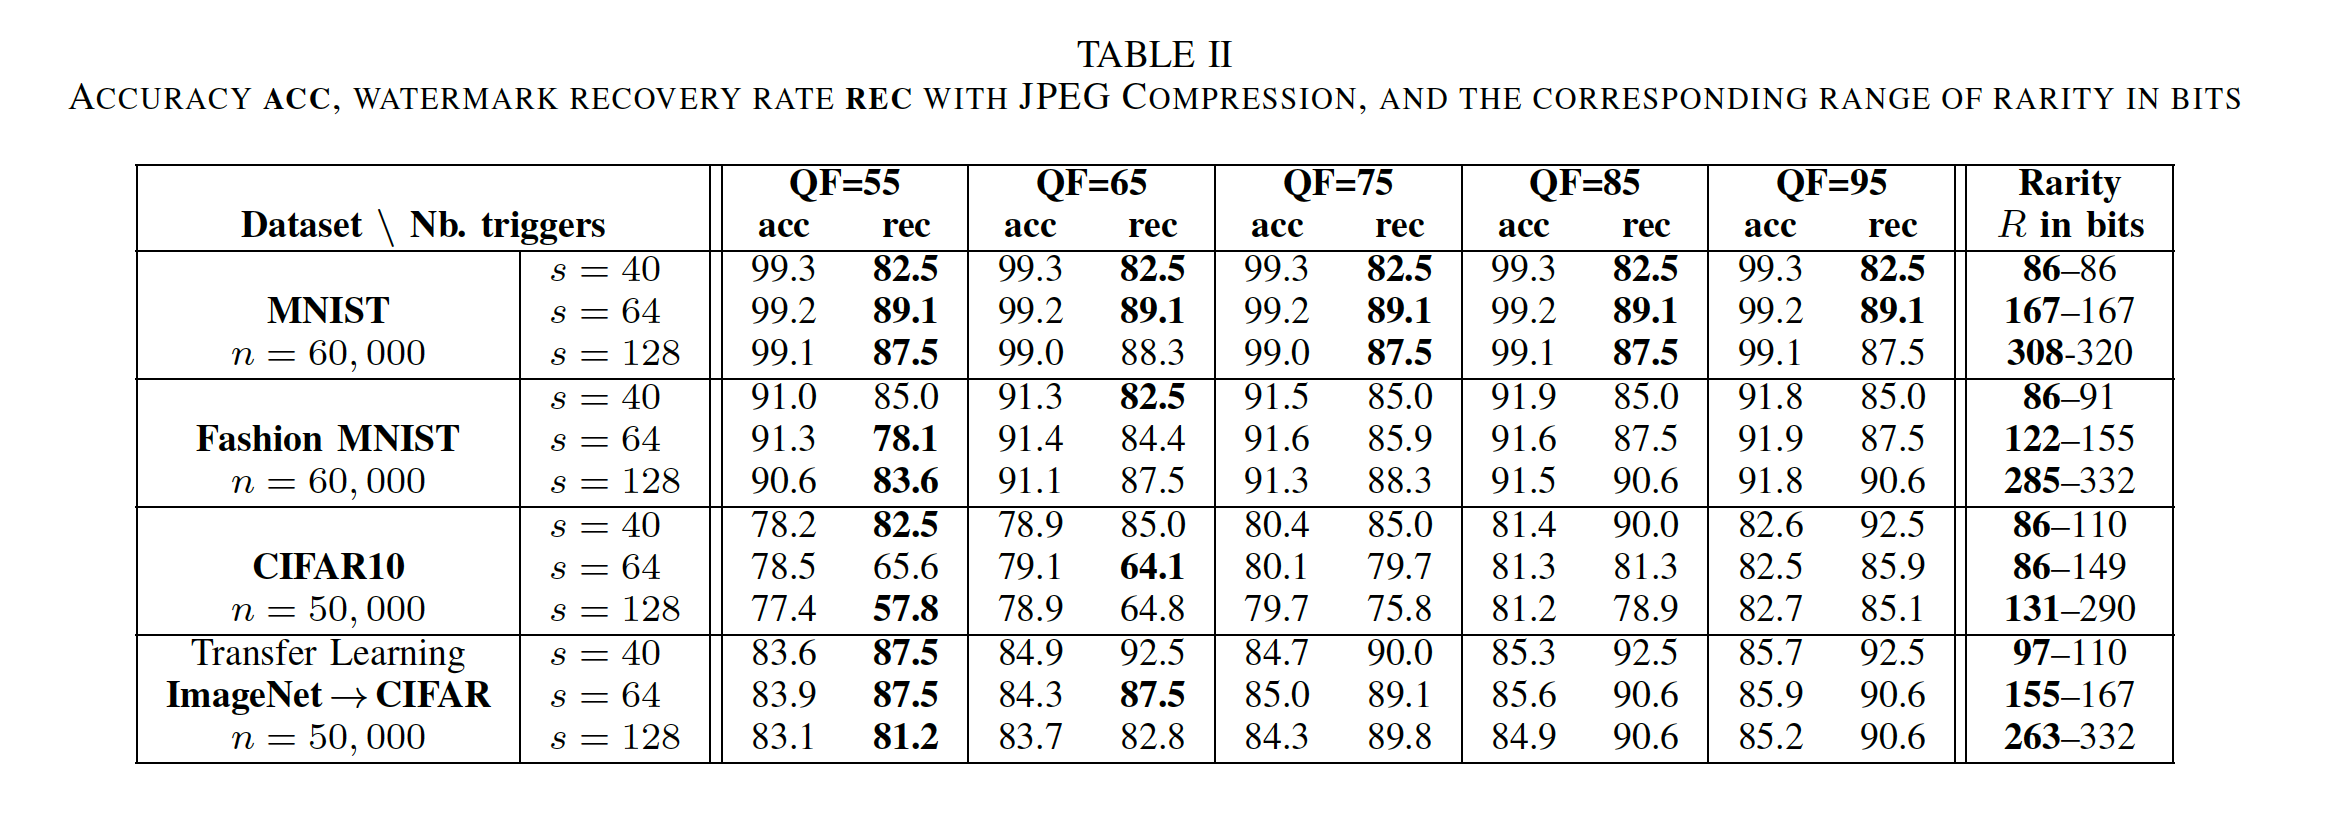 TABLE II
ACCURACY ACC, WATERMARK RECOVERY RATE REC WITH JPEG COMPRESSION, AND THE CORRESPONDING RANGE OF RARITY IN BITS
QF=55 QF=65 QF=75 QF=85 QF=95 Rarity
Dataset \ Nb. triggers acc rec acc rec acc rec acc rec acc rec R in bits
s = 40 99.3 82.5 99.3 82.5 99.3 82.5 99.3 82.5 99.3 82.5 86–86
MNIST s = 64 99.2 89.1 99.2 89.1 99.2 89.1 99.2 89.1 99.2 89.1 167–167
n = 60,000 s = 128 99.1 87.5 99.0 88.3 99.0 87.5 99.1 87.5 99.1 87.5 308-320
s = 40 91.0 85.0 91.3 82.5 91.5 85.0 91.9 85.0 91.8 85.0 86–91
Fashion MNIST s = 64 91.3 78.1 91.4 84.4 91.6 85.9 91.6 87.5 91.9 87.5 122–155
n = 60,000 s = 128 90.6 83.6 91.1 87.5 91.3 88.3 91.5 90.6 91.8 90.6 285–332
s = 40 78.2 82.5 78.9 85.0 80.4 85.0 81.4 90.0 82.6 92.5 86–110
CIFAR10 s = 64 78.5 65.6 79.1 64.1 80.1 79.7 81.3 81.3 82.5 85.9 86–149
n = 50,000 s = 128 77.4 57.8 78.9 64.8 79.7 75.8 81.2 78.9 82.7 85.1 131–290
Transfer Learning s = 40 83.6 87.5 84.9 92.5 84.7 90.0 85.3 92.5 85.7 92.5 97–110
ImageNet → CIFAR s = 64 83.9 87.5 84.3 87.5 85.0 89.1 85.6 90.6 85.9 90.6 155–167
n = 50,000 s = 128 83.1 81.2 83.7 82.8 84.3 89.8 84.9 90.6 85.2 90.6 263–332